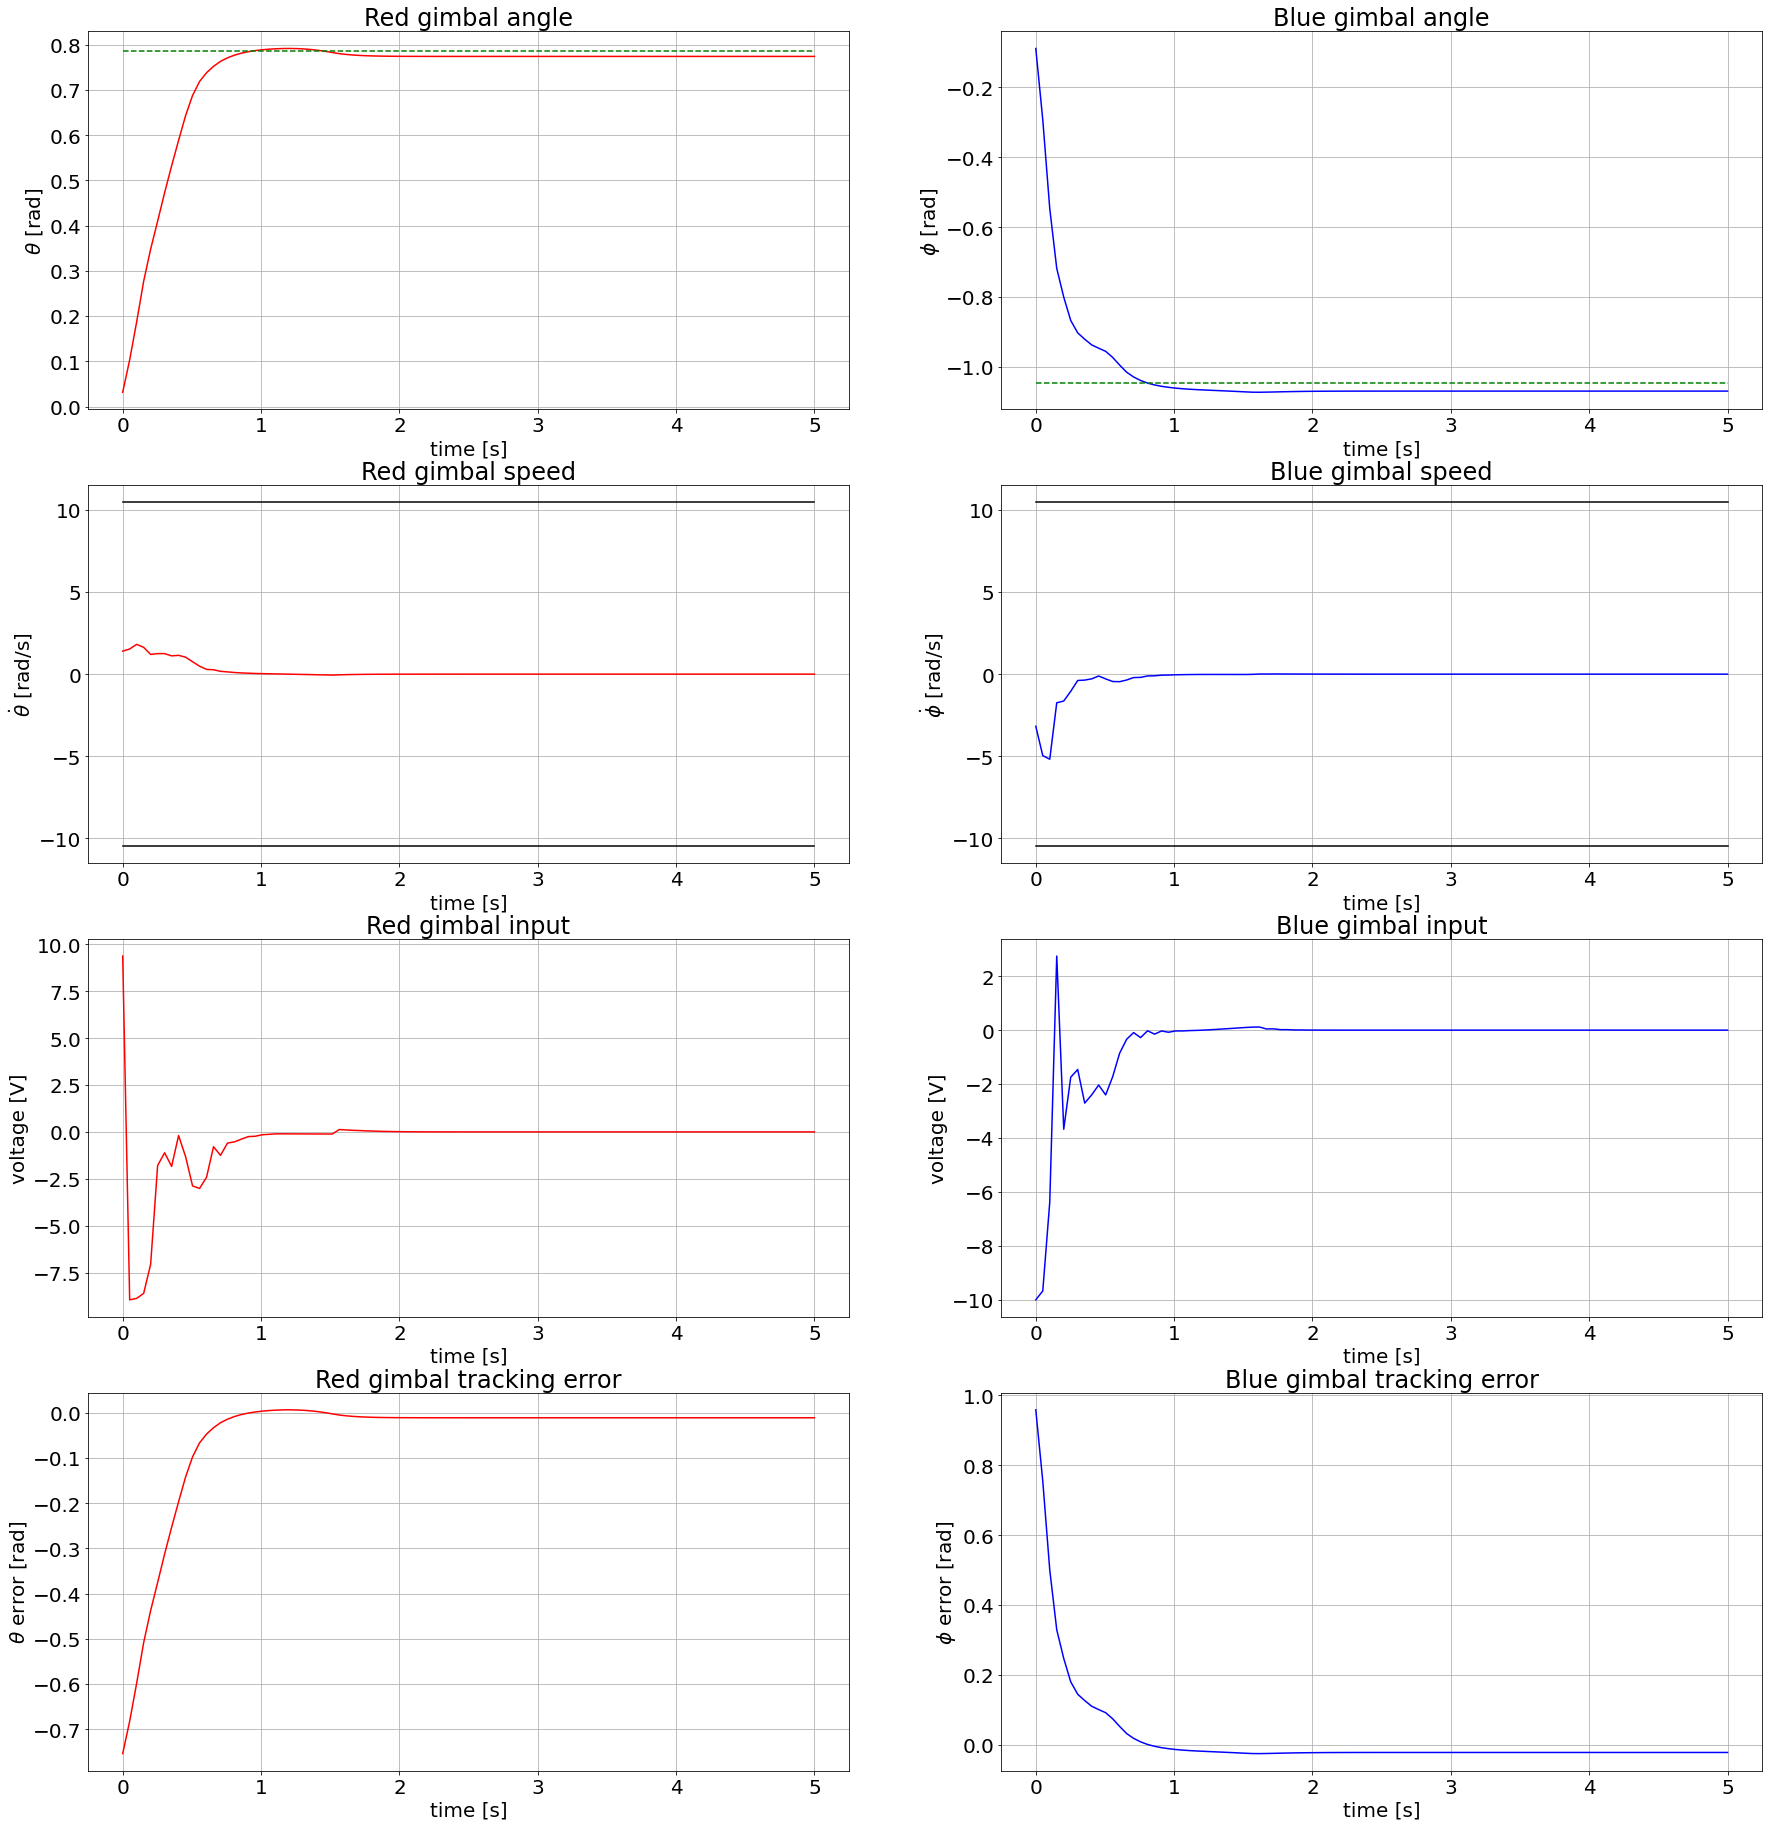 Red gimbal angle
0.8
0.7
0.6
0.5
0.4
0.3
0.2
0.1
0.0
θ [rad]
0 1 2 3 4 5
time [s]
Blue gimbal angle
−0.2
−0.4
−0.6
−0.8
−1.0
ϕ [rad]
0 1 2 3 4 5
time [s]
Red gimbal speed
10
5
0
−5
−10
θ̇ [rad/s]
0 1 2 3 4 5
time [s]
Blue gimbal speed
10
5
0
−5
−10
ϕ̇ [rad/s]
0 1 2 3 4 5
time [s]
Red gimbal input
10.0
7.5
5.0
2.5
0.0
−2.5
−5.0
−7.5
voltage [V]
0 1 2 3 4 5
time [s]
Blue gimbal input
2
0
−2
−4
−6
−8
−10
voltage [V]
0 1 2 3 4 5
time [s]
Red gimbal tracking error
0.0
−0.1
−0.2
−0.3
−0.4
−0.5
−0.6
−0.7
θ error [rad]
0 1 2 3 4 5
time [s]
Blue gimbal tracking error
1.0
0.8
0.6
0.4
0.2
0.0
ϕ error [rad]
0 1 2 3 4 5
time [s]